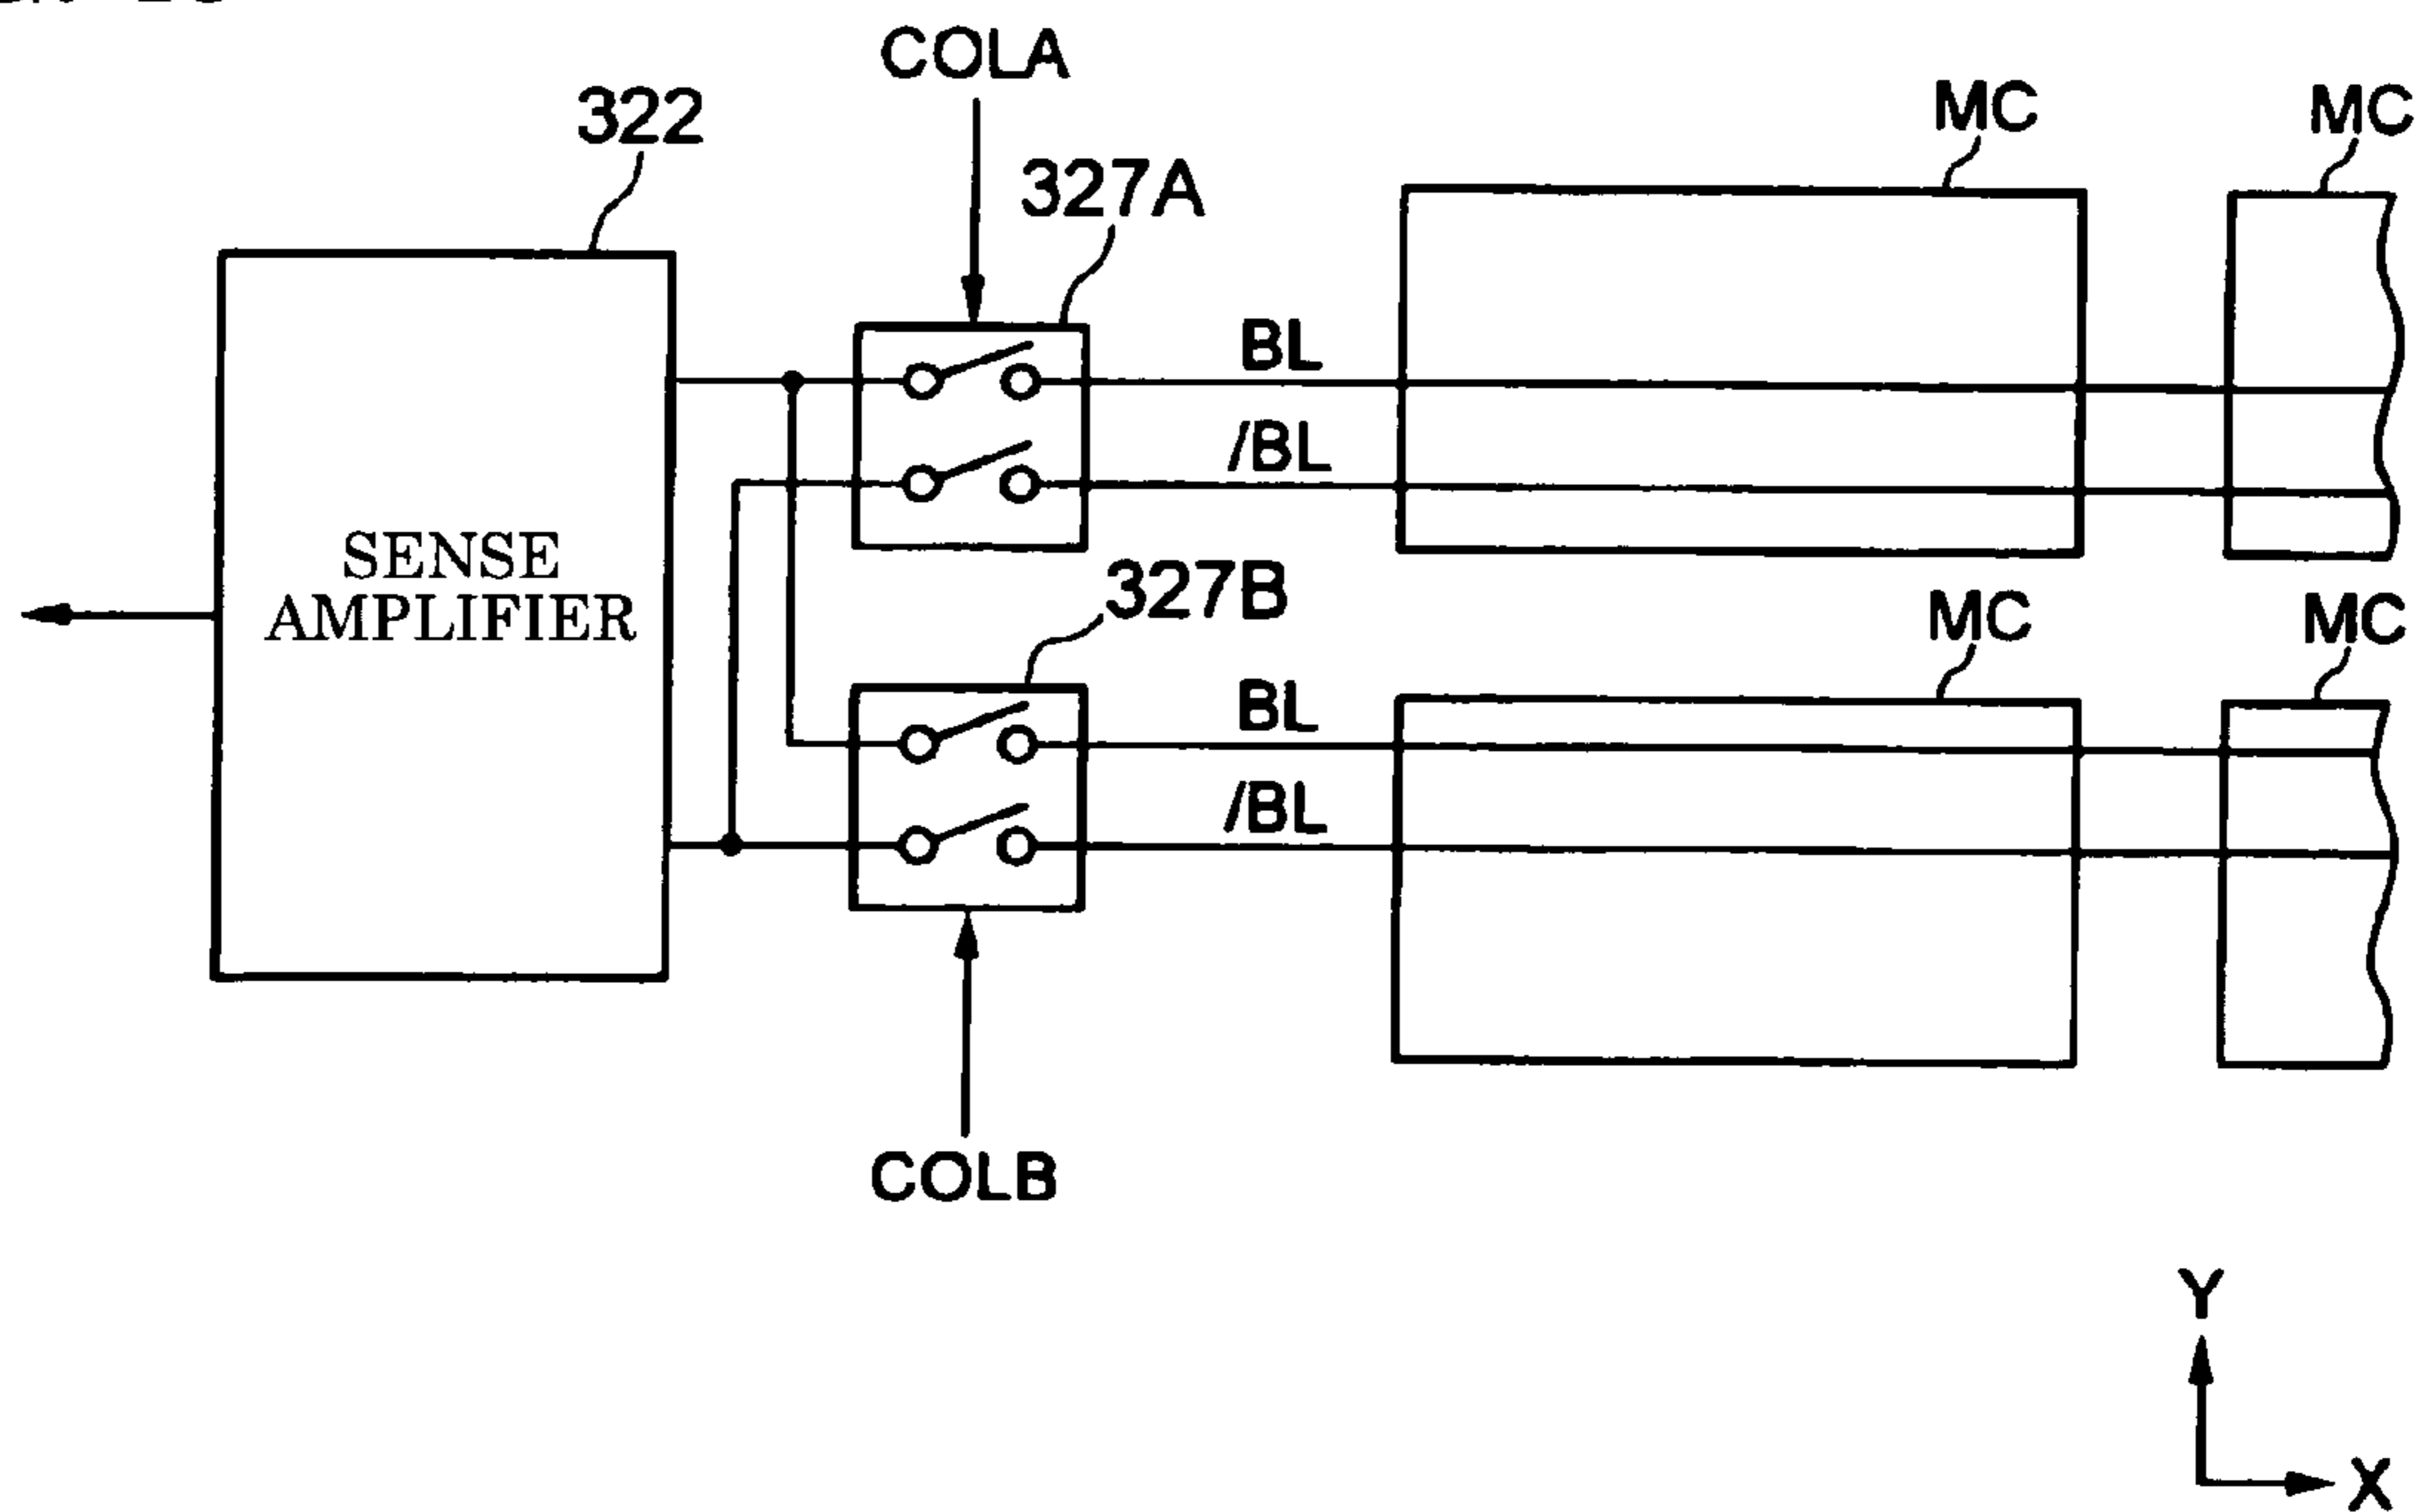 COLA
322
MC
MC
327A
BL
/BL
SENSE
AMPLIFIER
327B
MC
MC
BL
/BL
COLB
Y
X